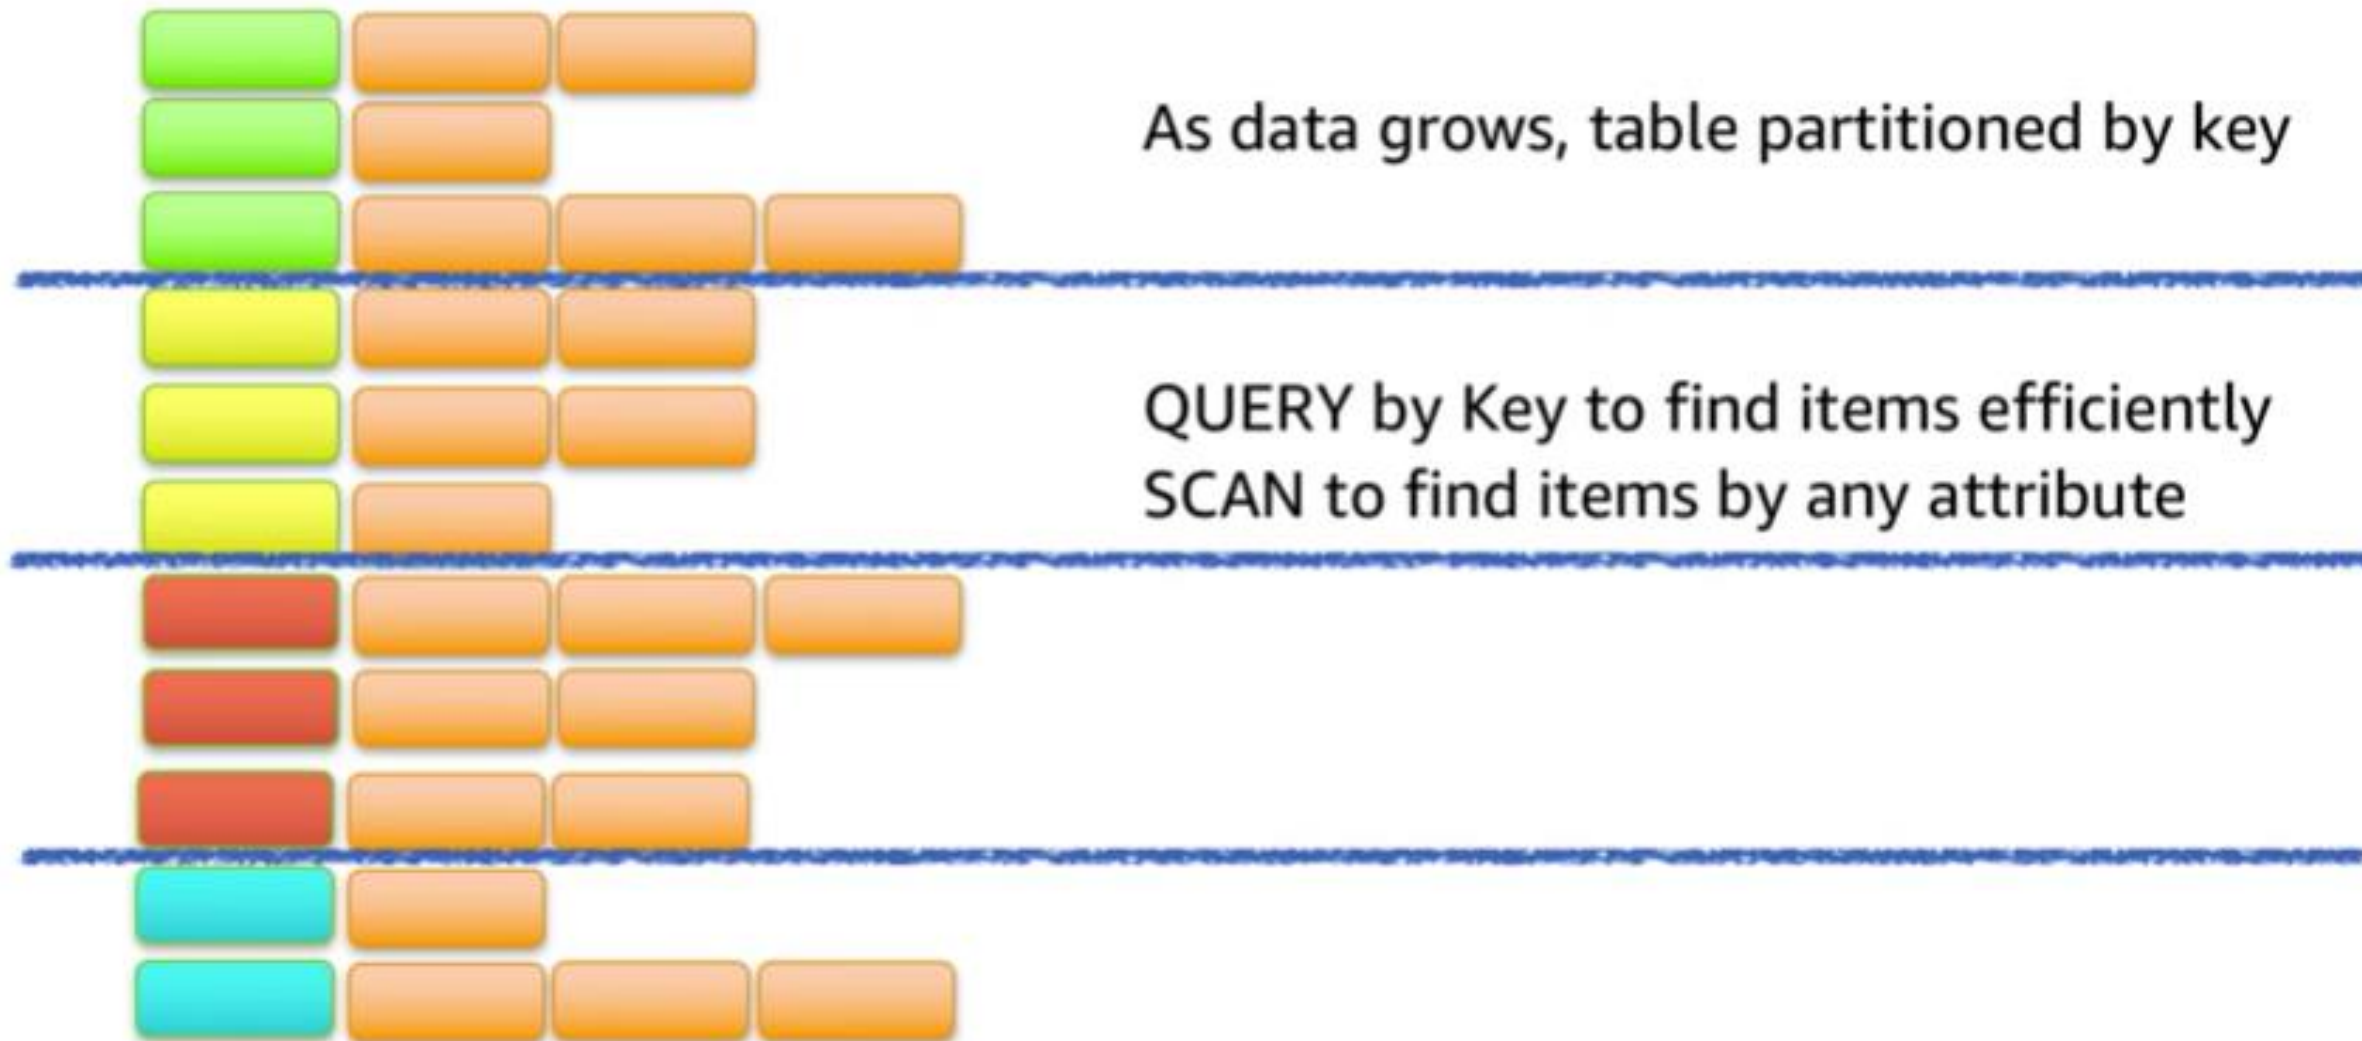 As data grows, table partitioned by key
QUERY by Key to find items efficiently
SCAN to find items by any attribute